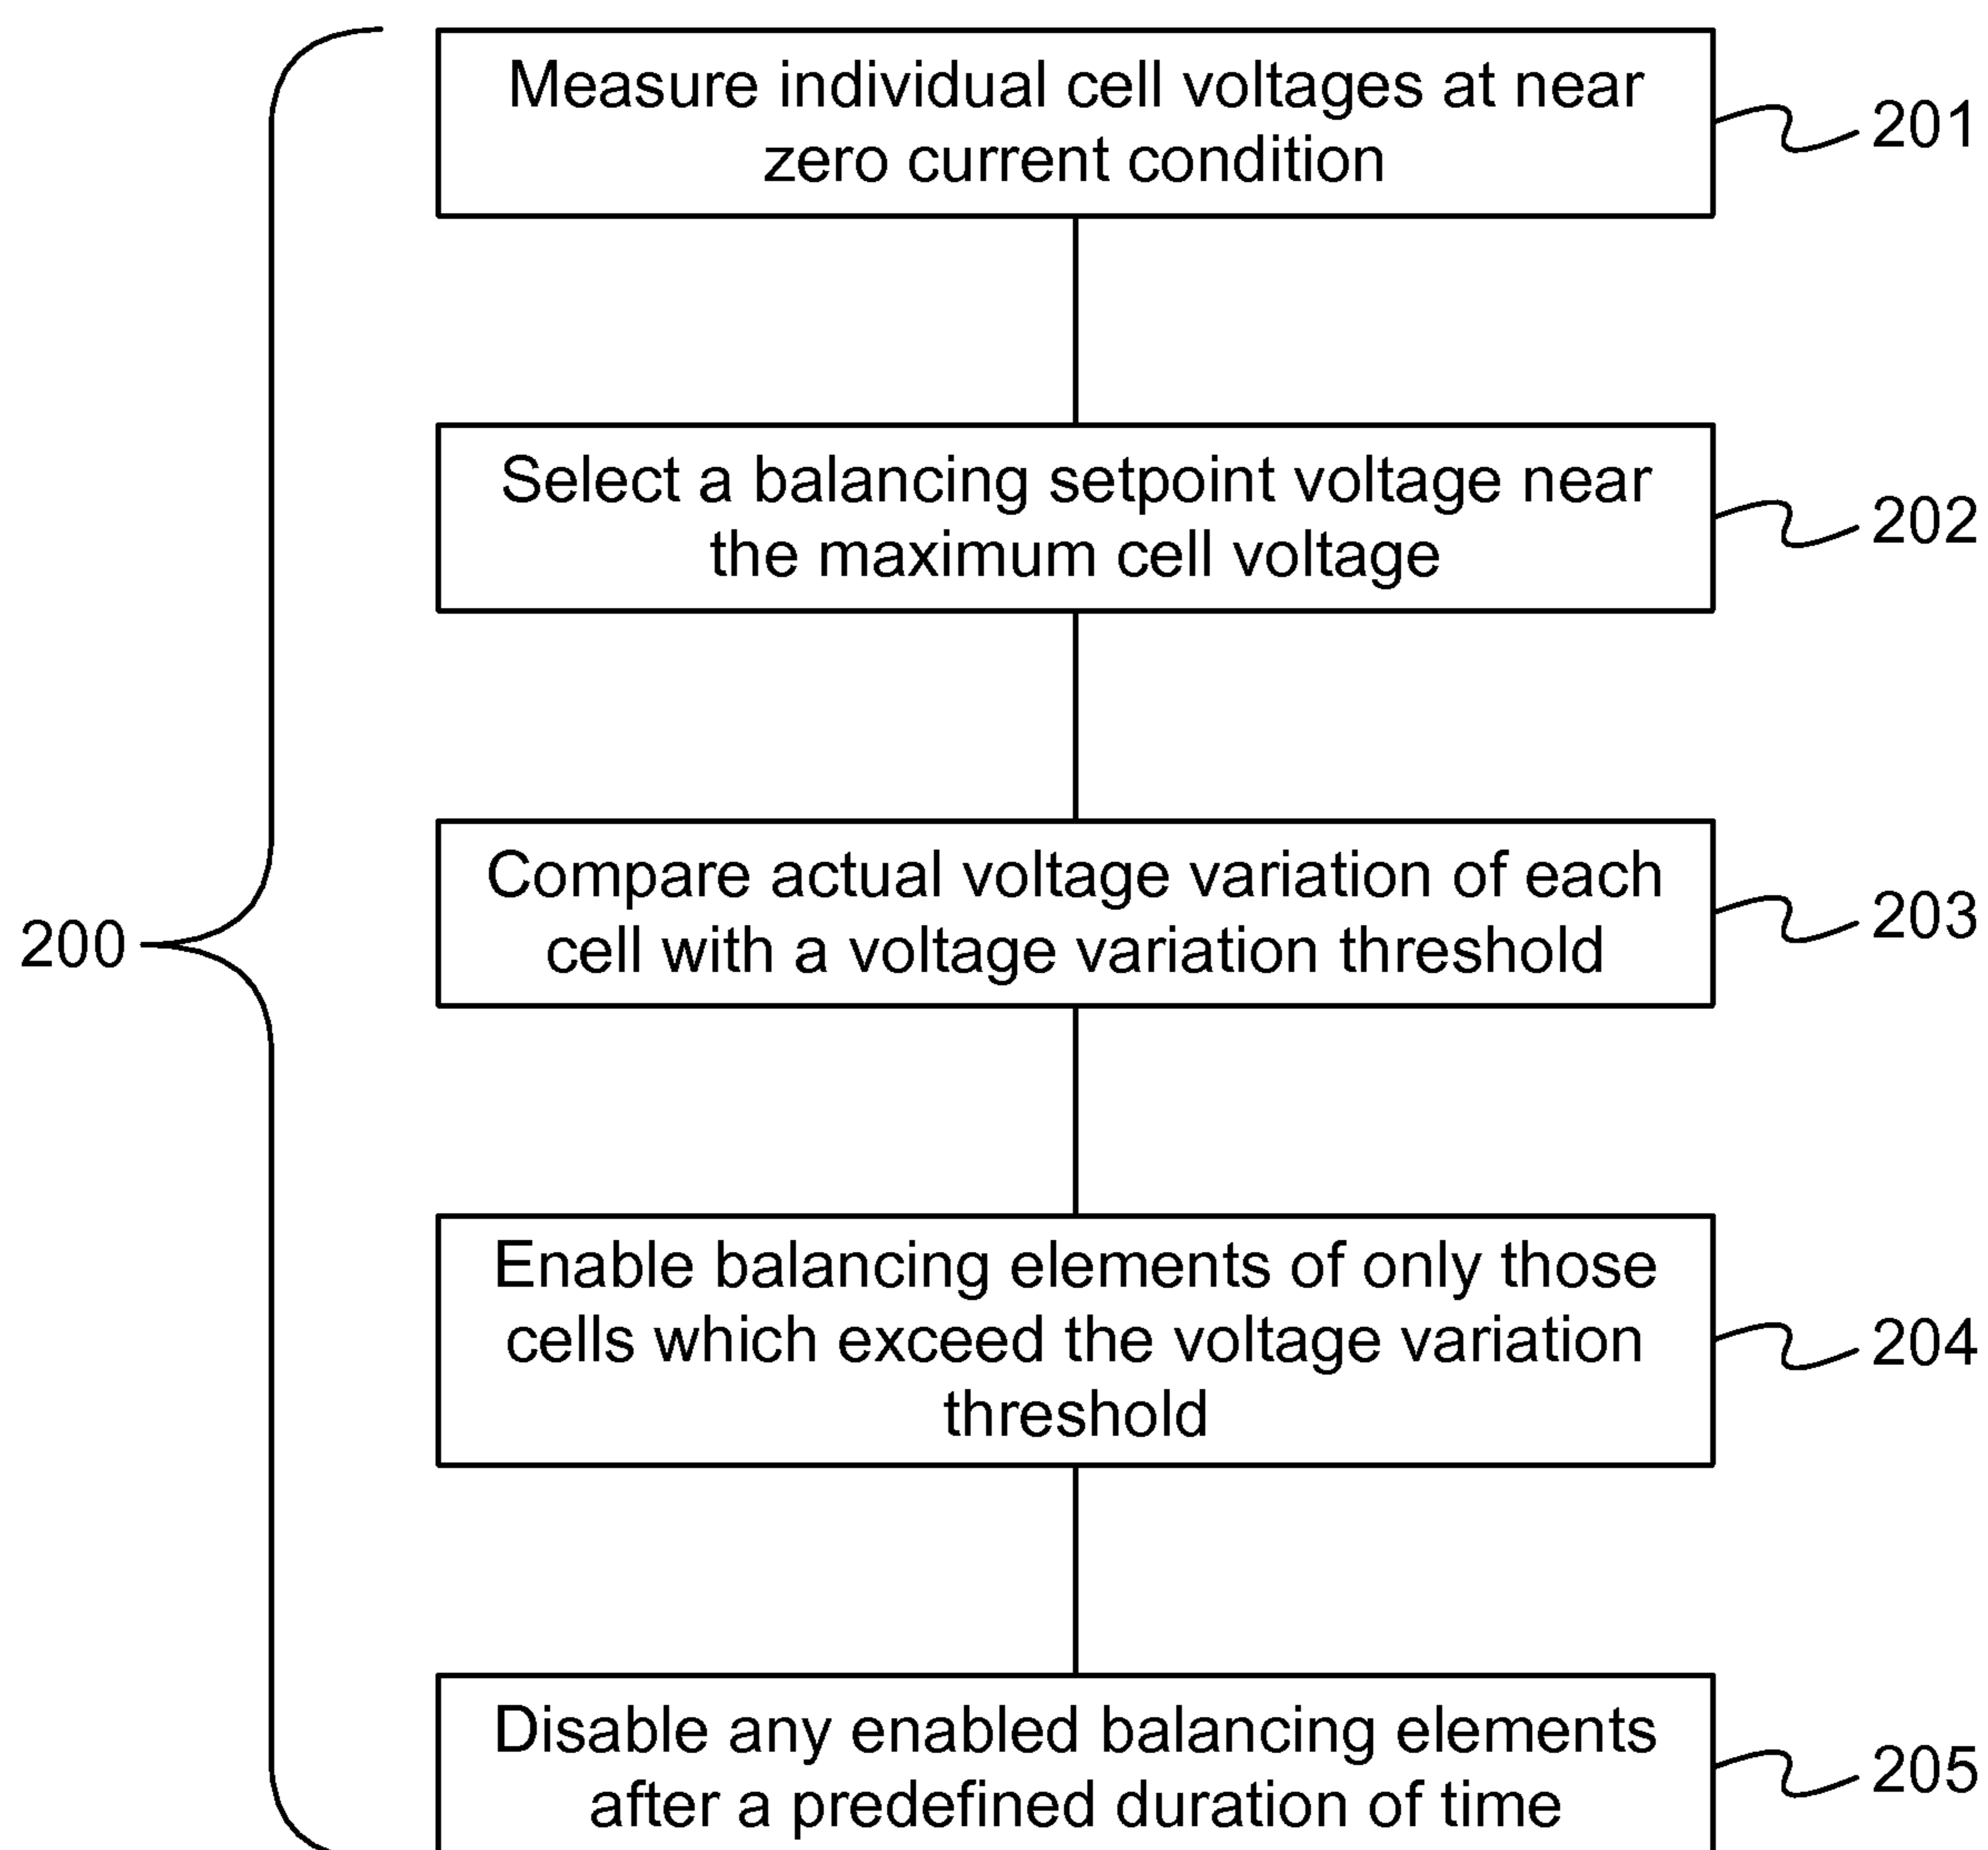 Measure individual cell voltages at near
zero current condition
201
Select a balancing setpoint voltage near
the maximum cell voltage
202
Compare actual voltage variation of each
cell with a voltage variation threshold
203
200
Enable balancing elements of only those
cells which exceed the voltage variation
threshold
204
Disable any enabled balancing elements
after a predefined duration of time
205